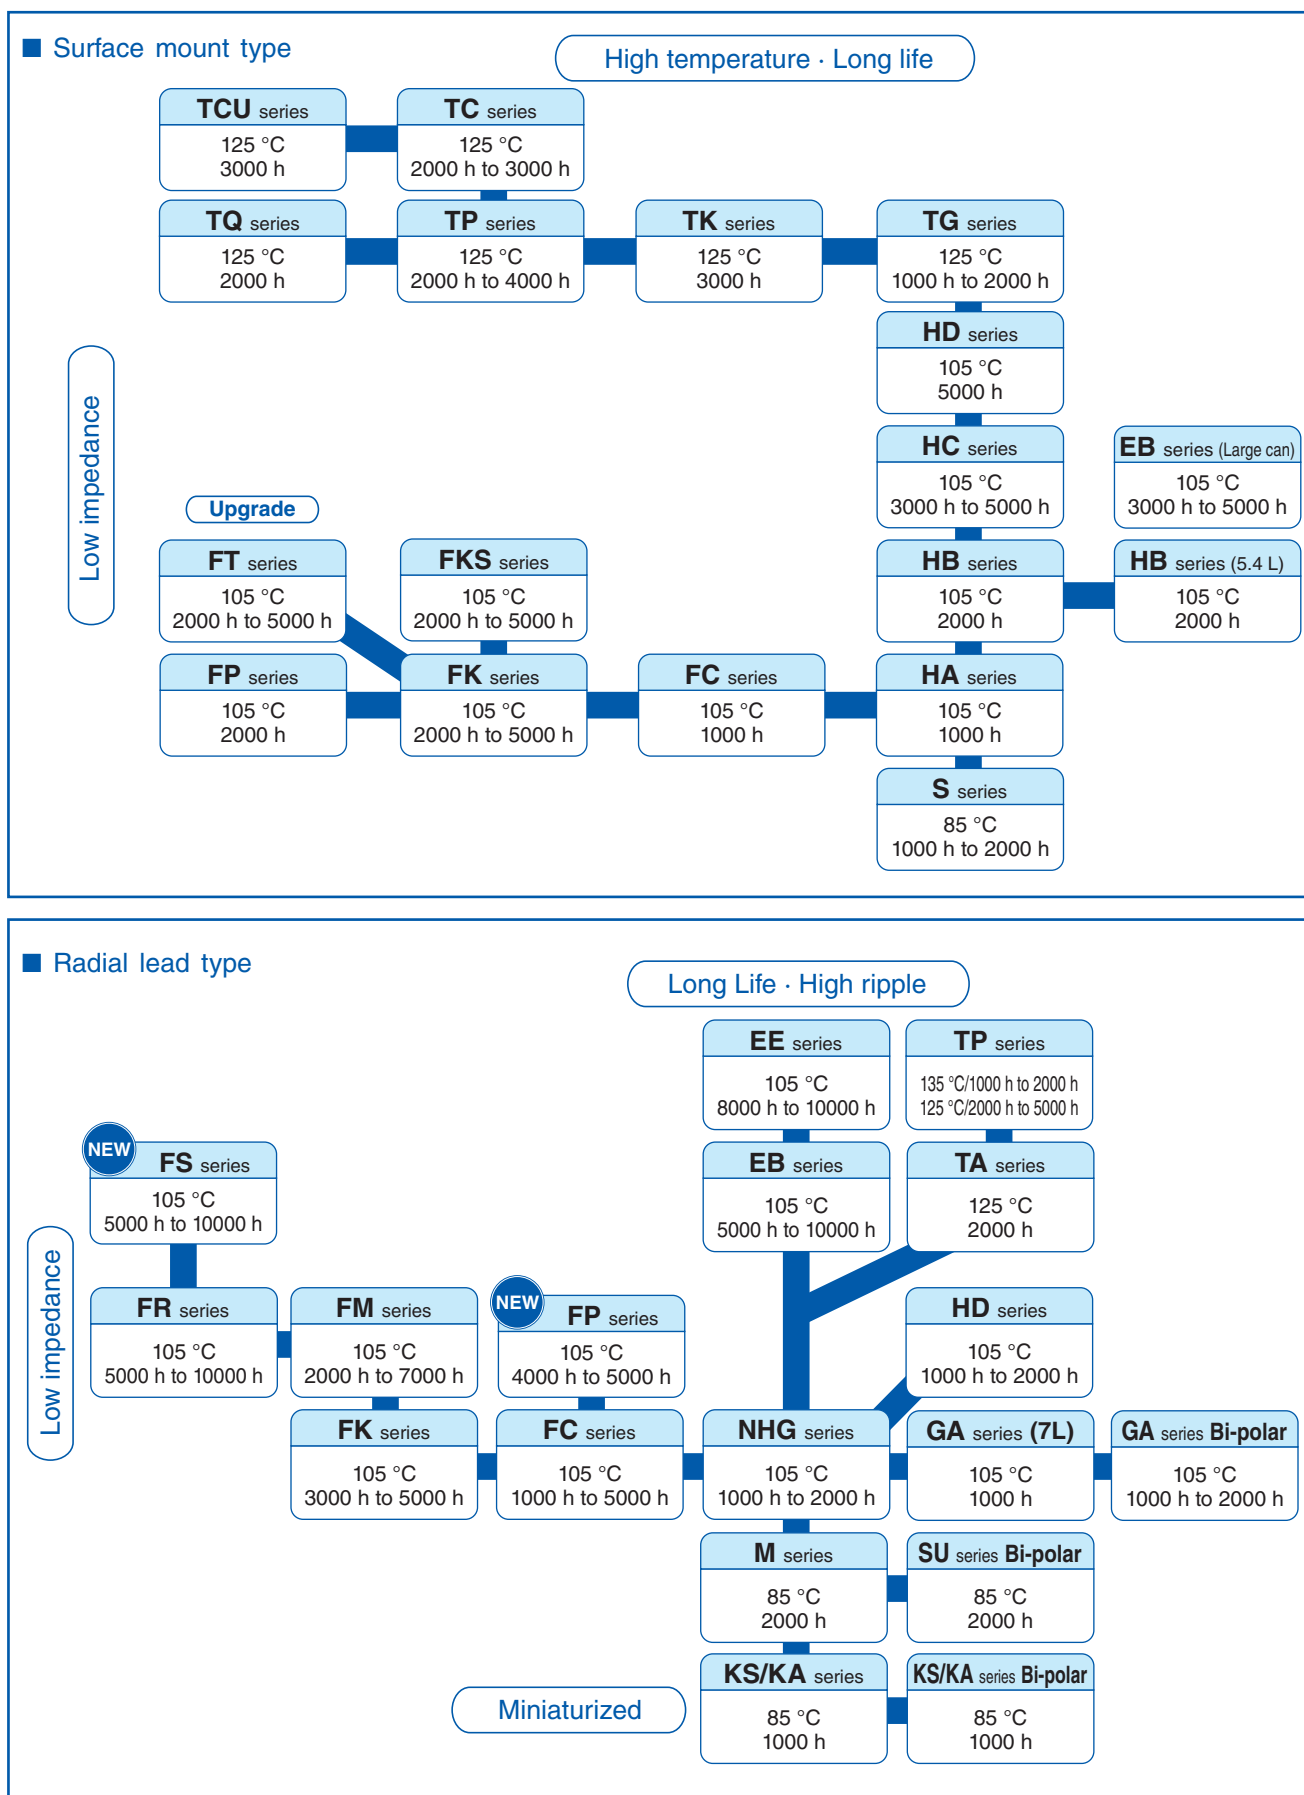 ■ Surface mount type
High temperature · Long life
TCU series
125 °C
3000 h
TC series
125 °C
2000 h to 3000 h
TQ series
125 °C
2000 h
TP series
125 °C
2000 h to 4000 h
TK series
125 °C
3000 h
TG series
125 °C
1000 h to 2000 h
HD series
105 °C
5000 h
Low impedance
HC series
105 °C
3000 h to 5000 h
EB series (Large can)
105 °C
3000 h to 5000 h
Upgrade
FT series
105 °C
2000 h to 5000 h
FKS series
105 °C
2000 h to 5000 h
HB series
105 °C
2000 h
HB series (5.4 L)
105 °C
2000 h
FP series
105 °C
2000 h
FK series
105 °C
2000 h to 5000 h
FC series
105 °C
1000 h
HA series
105 °C
1000 h
S series
85 °C
1000 h to 2000 h
■ Radial lead type
Long Life · High ripple
EE series
105 °C
8000 h to 10000 h
TP series
135 °C/1000 h to 2000 h
125 °C/2000 h to 5000 h
NEW
FS series
105 °C
5000 h to 10000 h
EB series
105 °C
5000 h to 10000 h
TA series
125 °C
2000 h
Low impedance
FR series
105 °C
5000 h to 10000 h
FM series
105 °C
2000 h to 7000 h
NEW
FP series
105 °C
4000 h to 5000 h
HD series
105 °C
1000 h to 2000 h
FK series
105 °C
3000 h to 5000 h
FC series
105 °C
1000 h to 5000 h
NHG series
105 °C
1000 h to 2000 h
GA series (7L)
105 °C
1000 h
GA series Bi-polar
105 °C
1000 h to 2000 h
M series
85 °C
2000 h
SU series Bi-polar
85 °C
2000 h
Miniaturized
KS/KA series
85 °C
1000 h
KS/KA series Bi-polar
85 °C
1000 h